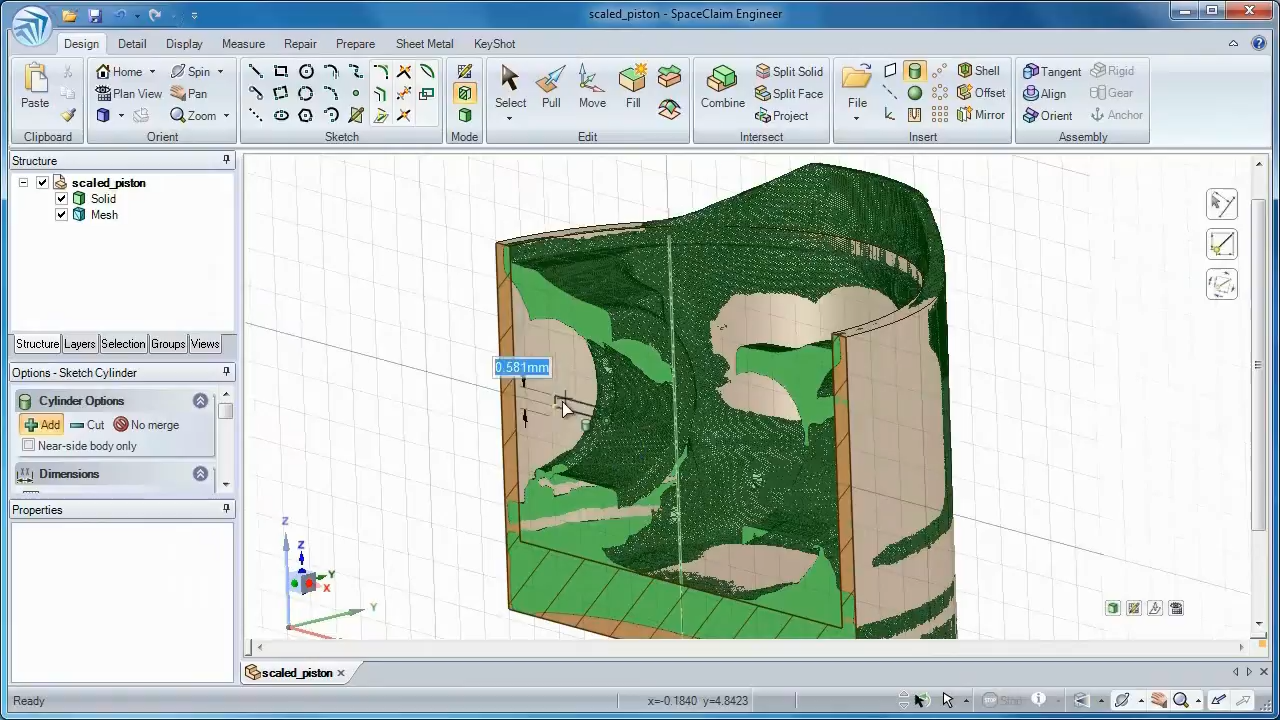 scaled_piston - SpaceClaim Engineer
Design Detail Display Measure Repair Prepare Sheet Metal KeyShot
Home Spin Split Solid Shell Tangent Rigid
Plan View Pan Split Face Offset Align Gear
Paste Select Pull Move Fill Combine File
Zoom Project Mirror Orient Anchor
Clipboard Orient Sketch Mode Edit Intersect Insert Assembly
Structure
scaled_piston
Solid
Mesh
Structure Layers Selection Groups Views
Options - Sketch Cylinder
Cylinder Options
Add Cut No merge
Near-side body only
Dimensions
Properties
0.581mm
Z
Z
Y
X
Y
scaled_piston
Ready
x=-0.1840 y=4.8423
Stop